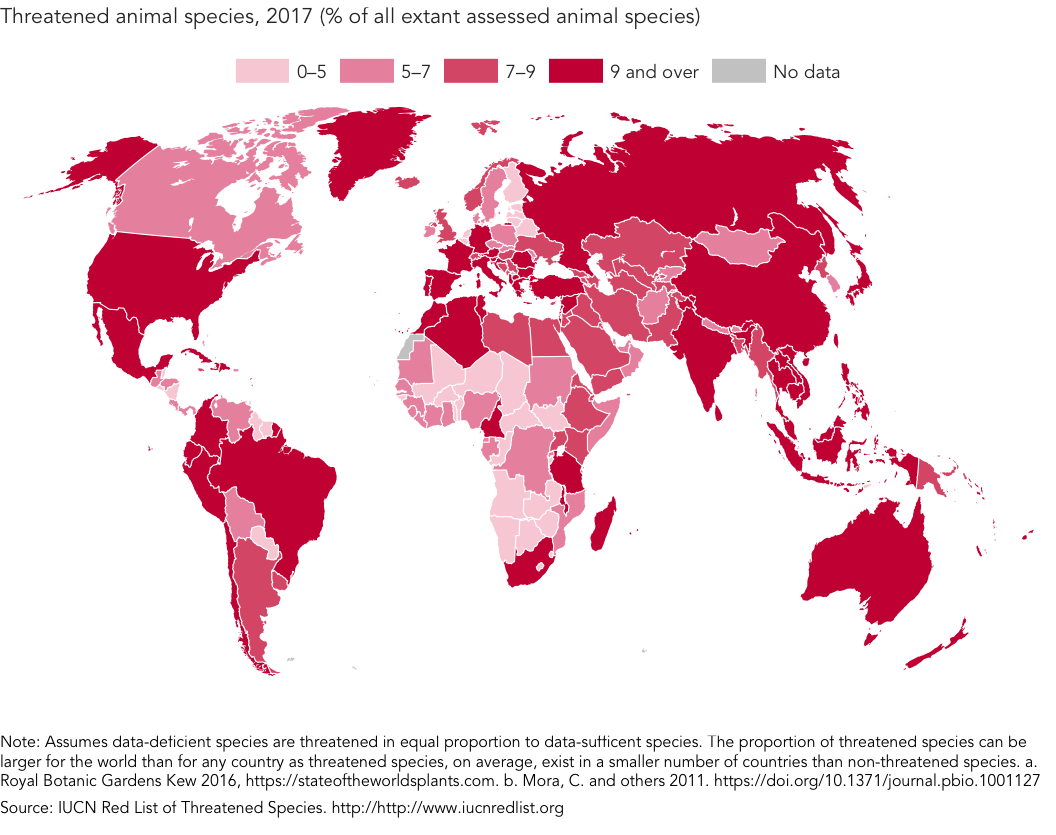 Threatened animal species, 2017 (% of all extant assessed animal species)
0–5 5–7 7–9 9 and over No data
Note: Assumes data-deficient species are threatened in equal proportion to data-sufficent species. The proportion of threatened species can be
larger for the world than for any country as threatened species, on average, exist in a smaller number of countries than non-threatened species. a.
Royal Botanic Gardens Kew 2016, https://stateoftheworldsplants.com. b. Mora, C. and others 2011. https://doi.org/10.1371/journal.pbio.1001127
Source: IUCN Red List of Threatened Species. http://http://www.iucnredlist.org